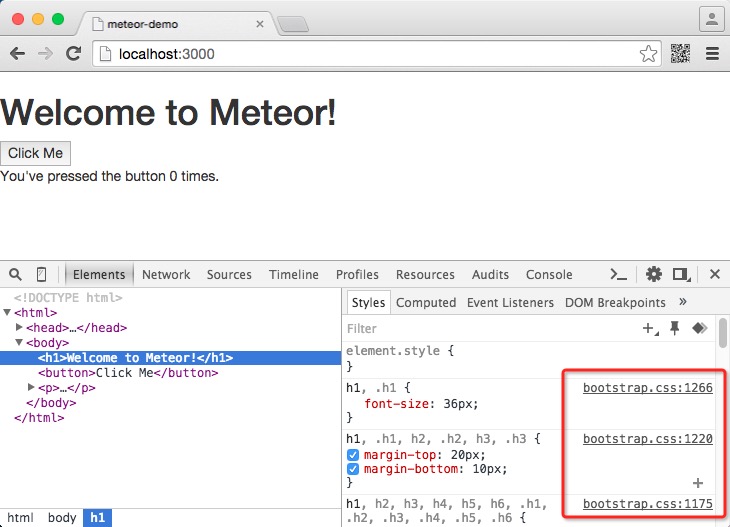 meteor-demo
localhost:3000
Welcome to Meteor!
Click Me
You've pressed the button 0 times.
Elements Network Sources Timeline Profiles Resources Audits Console
<!DOCTYPE html>
<html>
<head>…</head>
<body>
<h1>Welcome to Meteor!</h1>
<button>Click Me</button>
<p>…</p>
</body>
</html>
html body h1
Styles Computed Event Listeners DOM Breakpoints »
Filter
element.style {
}
h1, .h1 { bootstrap.css:1266
font-size: 36px;
}
h1, .h1, h2, .h2, h3, .h3 { bootstrap.css:1220
margin-top: 20px;
margin-bottom: 10px;
}
h1, h2, h3, h4, h5, h6, .h1, bootstrap.css:1175
.h2, .h3, .h4, .h5, .h6 {